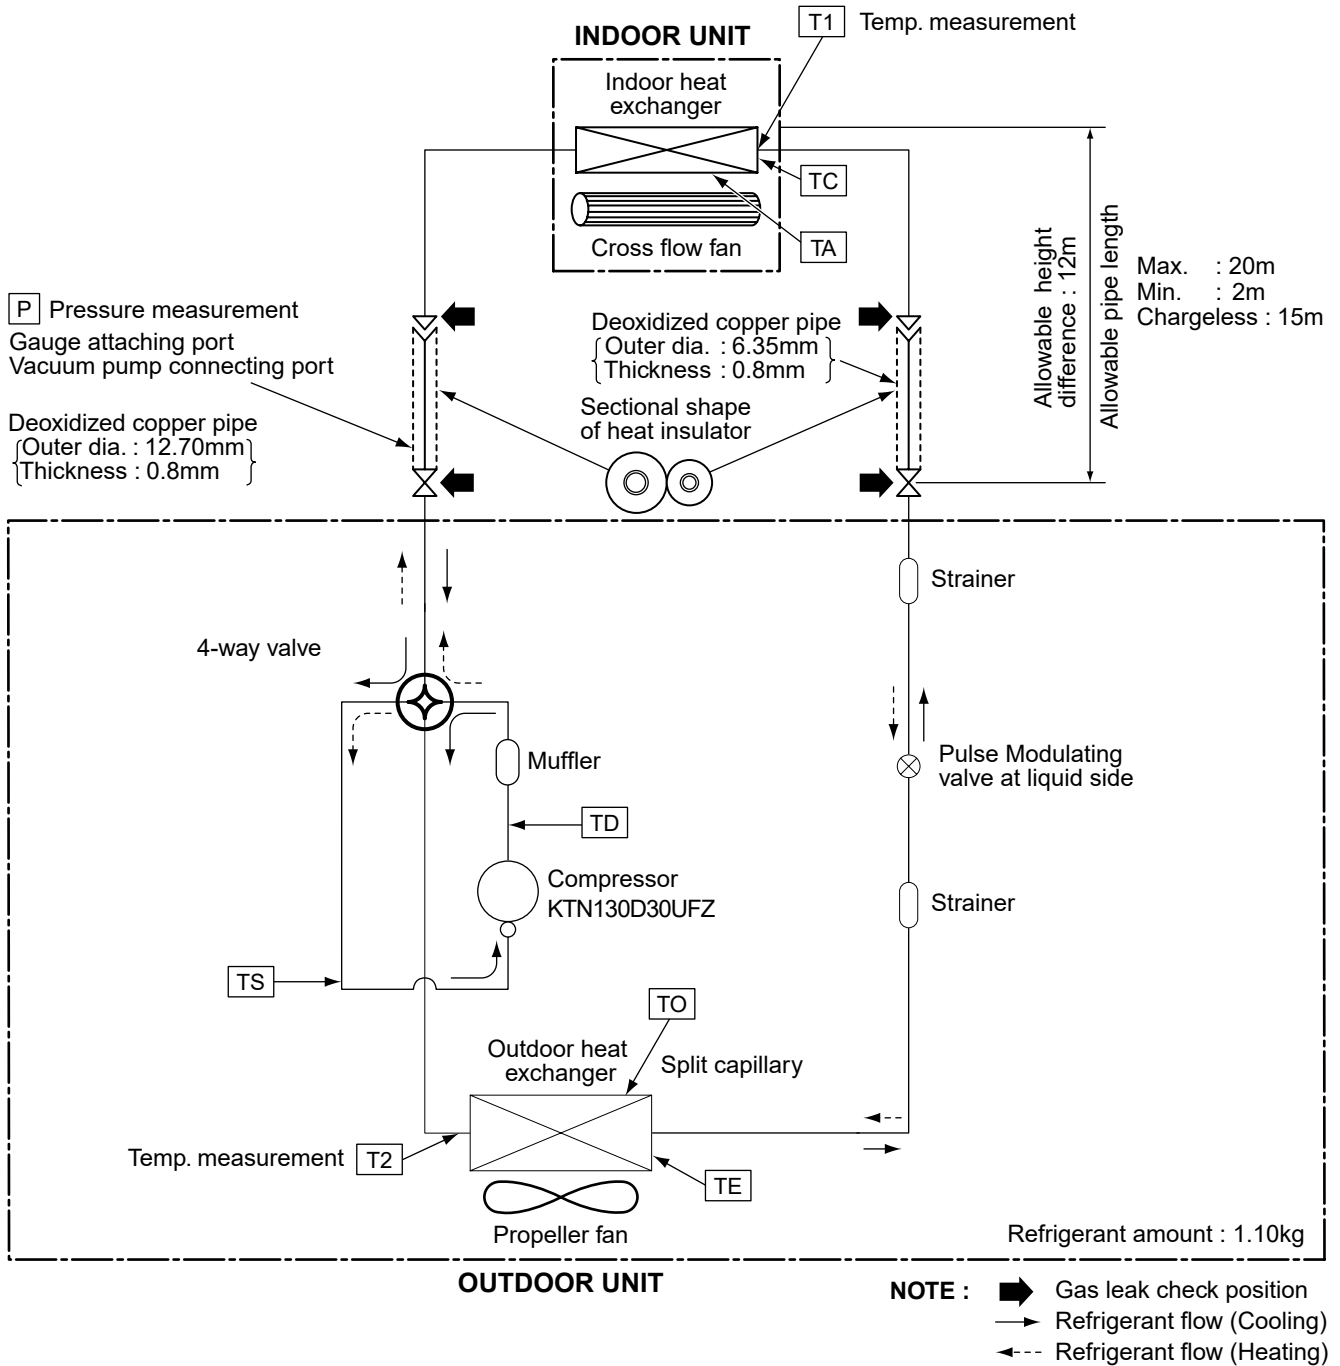 T1 Temp. measurement
INDOOR UNIT
Indoor heat
exchanger
TC
TA
Cross flow fan
Allowable height
difference : 12m
Allowable pipe length
Max. : 20m
Min. : 2m
Chargeless : 15m
P Pressure measurement
Gauge attaching port
Vacuum pump connecting port
Deoxidized copper pipe
Outer dia. : 12.70mm
Thickness : 0.8mm
Deoxidized copper pipe
Outer dia. : 6.35mm
Thickness : 0.8mm
Sectional shape
of heat insulator
Strainer
4-way valve
Muffler
Pulse Modulating
valve at liquid side
TD
Compressor
KTN130D30UFZ
Strainer
TS
TO
Outdoor heat
exchanger
Split capillary
Temp. measurement T2
TE
Propeller fan
Refrigerant amount : 1.10kg
OUTDOOR UNIT
NOTE : Gas leak check position
Refrigerant flow (Cooling)
Refrigerant flow (Heating)